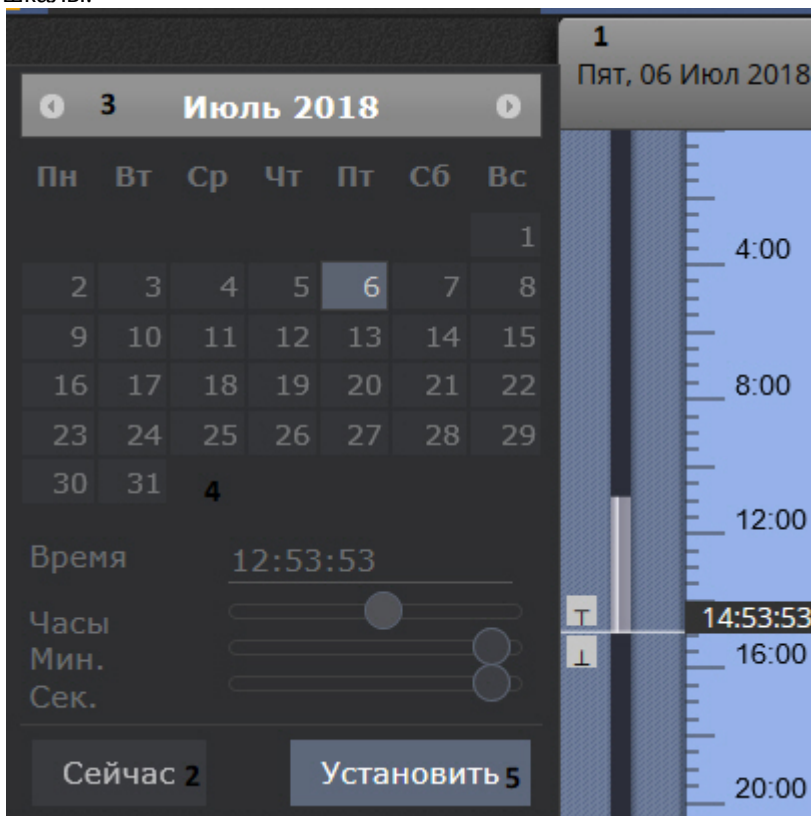 шкалы.
1
Пят, 06 Июл 2018
3 Июль 2018
Пн Вт Ср Чт Пт Сб Вс
1
2 3 4 5 6 7 8
9 10 11 12 13 14 15
16 17 18 19 20 21 22
23 24 25 26 27 28 29
30 31 4
Время 12:53:53
Часы
Мин.
Сек.
Сейчас 2 Установить 5
4:00
8:00
12:00
14:53:53
16:00
20:00